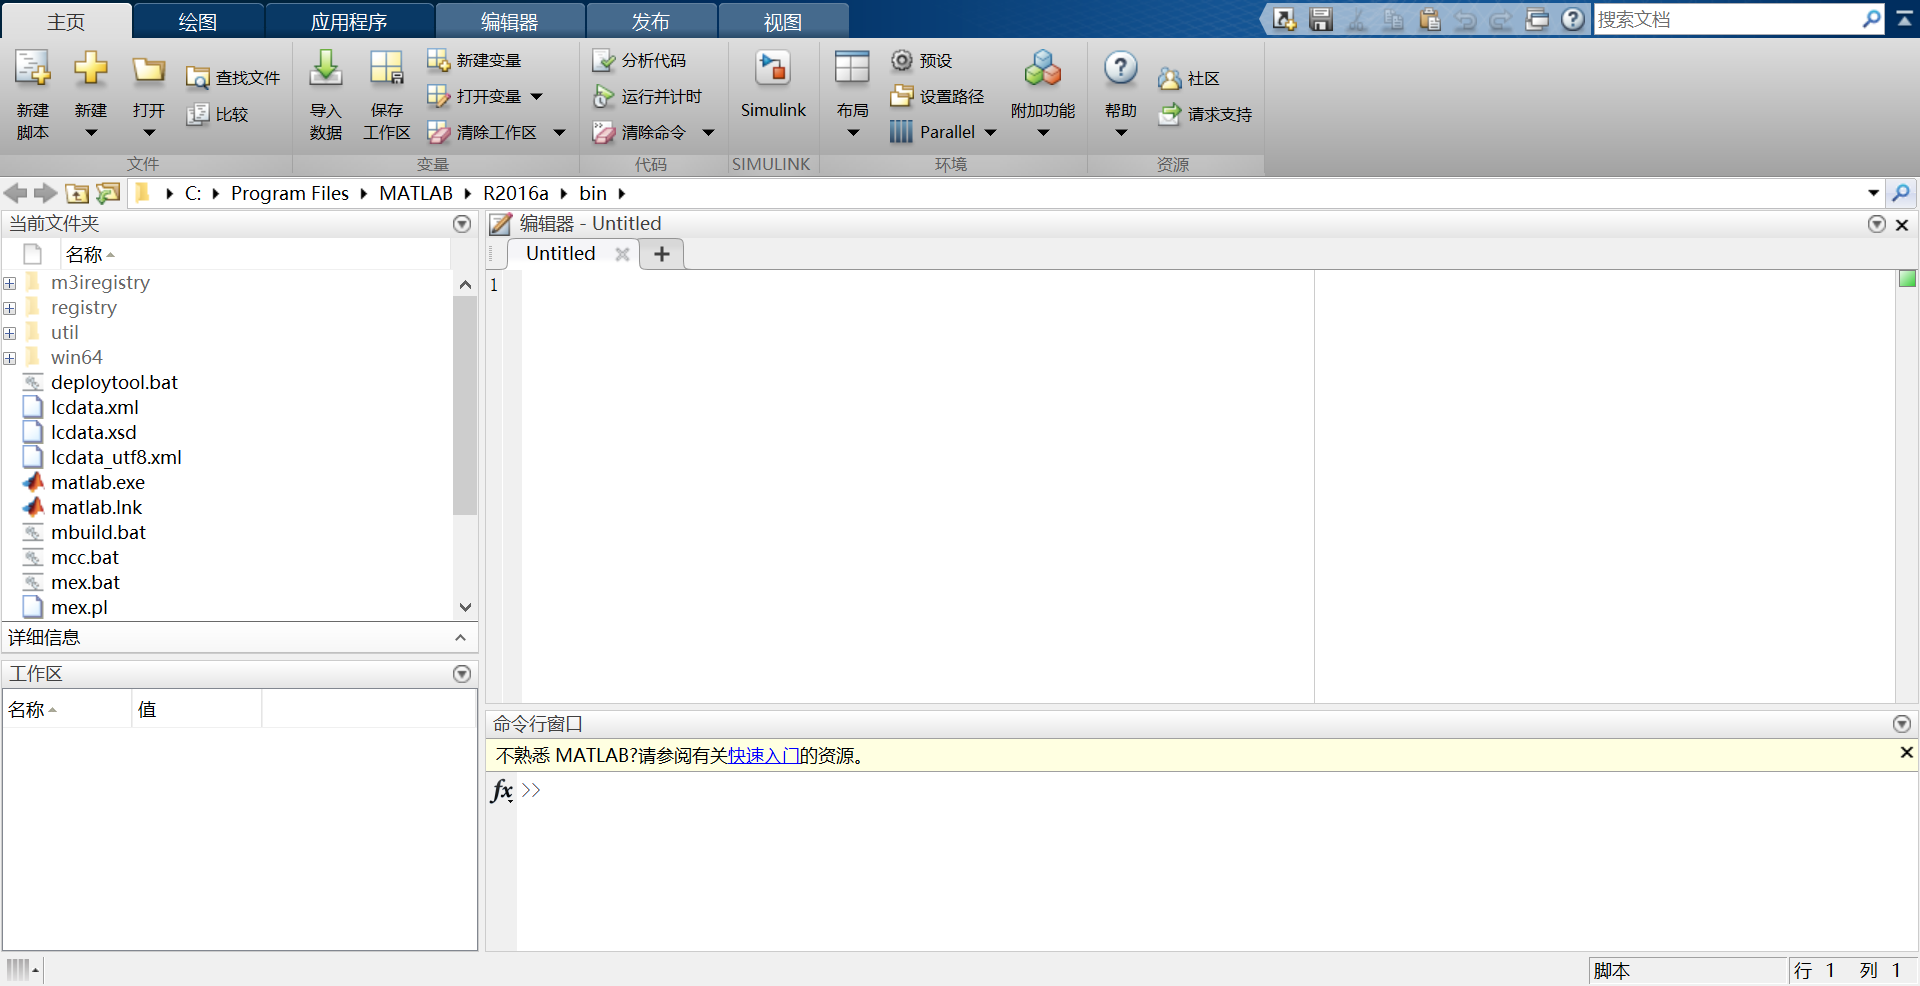 主页 绘图 应用程序 编辑器 发布 视图 搜索文档
新建脚本 新建 打开 查找文件 比较 导入数据 保存工作区 新建变量 打开变量 清除工作区 分析代码 运行并计时 清除命令 Simulink 布局 预设 设置路径 Parallel 附加功能 帮助 社区 请求支持
文件 变量 代码 SIMULINK 环境 资源
C: Program Files MATLAB R2016a bin
当前文件夹
名称
m3iregistry
registry
util
win64
deploytool.bat
lcdata.xml
lcdata.xsd
lcdata_utf8.xml
matlab.exe
matlab.lnk
mbuild.bat
mcc.bat
mex.bat
mex.pl
详细信息
工作区
名称 值
编辑器 - Untitled
Untitled
1
命令行窗口
不熟悉 MATLAB?请参阅有关快速入门的资源。
fx >>
脚本 行 1 列 1